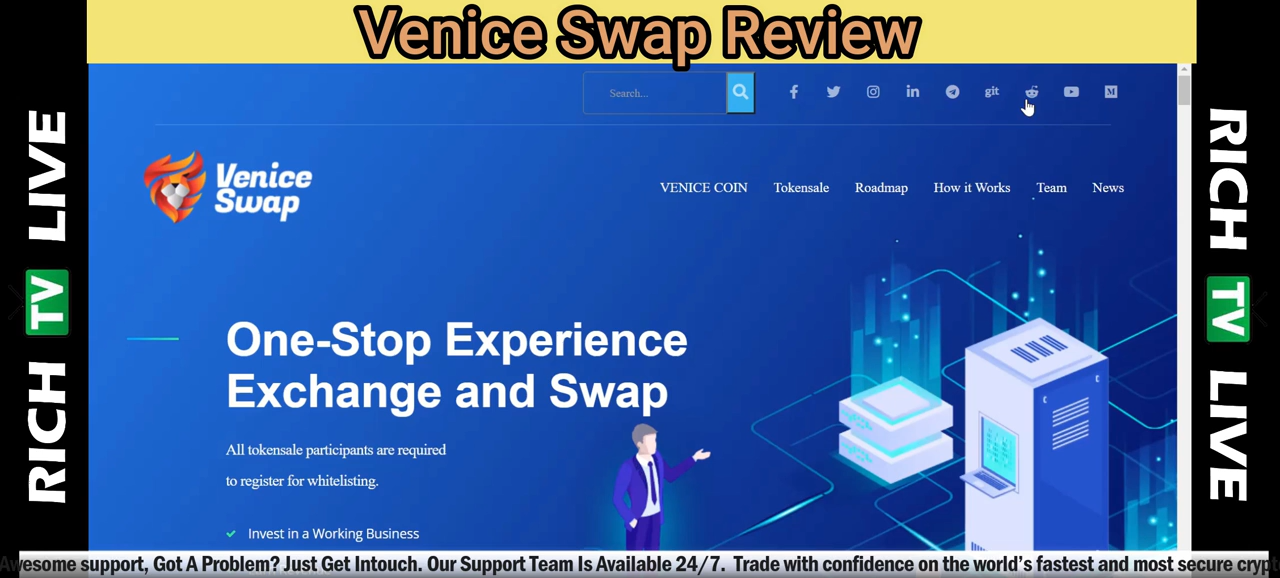 Venice Swap Review
Search...
git
Venice
Swap
VENICE COIN Tokensale Roadmap How it Works Team News
One-Stop Experience
Exchange and Swap
All tokensale participants are required
to register for whitelisting.
Invest in a Working Business
RICH TV LIVE
RICH TV LIVE
Awesome support, Got A Problem? Just Get Intouch. Our Support Team Is Available 24/7. Trade with confidence on the world's fastest and most secure